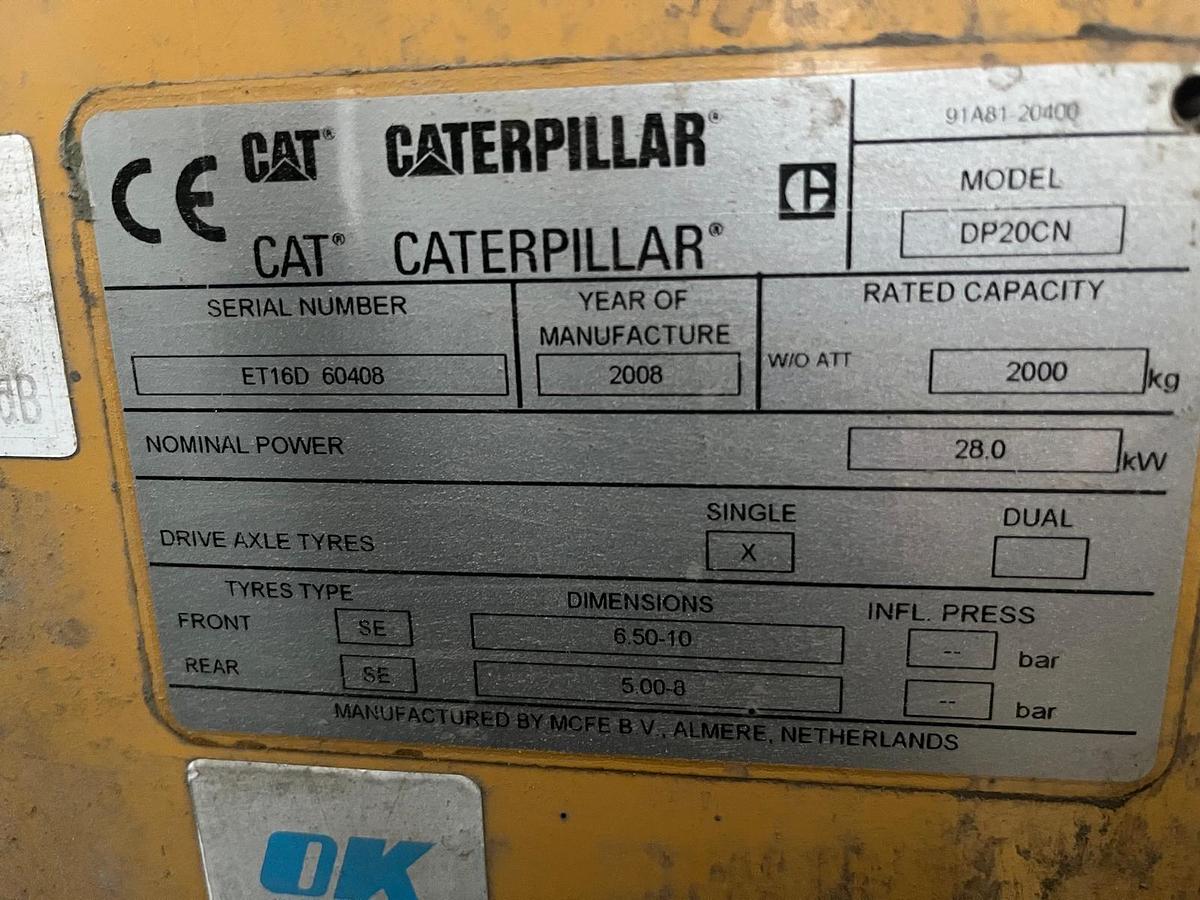 CE CAT® CATERPILLAR®
CAT® CATERPILLAR®
91A81-20400
MODEL
DP20CN
SERIAL NUMBER
ET16D 60408
YEAR OF
MANUFACTURE
2008
RATED CAPACITY
W/O ATT 2000 kg
NOMINAL POWER 28.0 kW
DRIVE AXLE TYRES
SINGLE
X
DUAL
TYRES TYPE DIMENSIONS INFL. PRESS
FRONT SE 6.50-10 -- bar
REAR SE 5.00-8 -- bar
MANUFACTURED BY MCFE B.V., ALMERE, NETHERLANDS
dB
OK